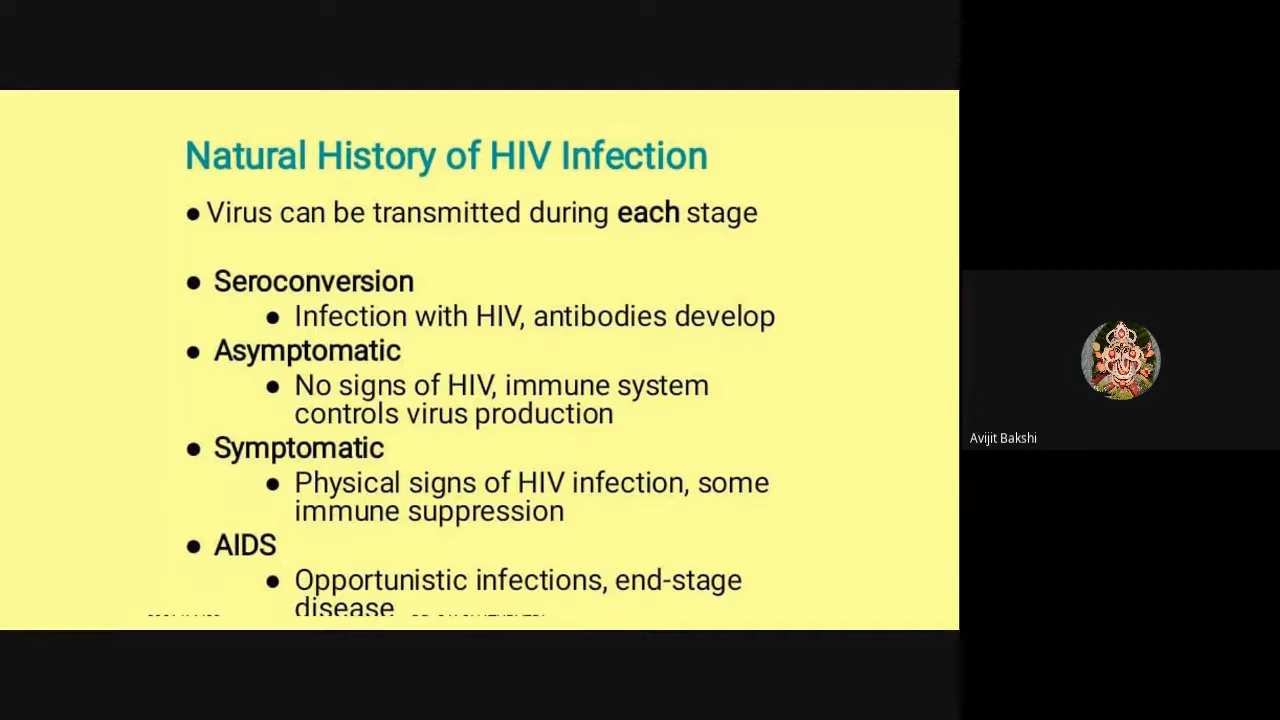 Natural History of HIV Infection
● Virus can be transmitted during each stage
● Seroconversion
● Infection with HIV, antibodies develop
● Asymptomatic
● No signs of HIV, immune system
controls virus production
● Symptomatic
● Physical signs of HIV infection, some
immune suppression
● AIDS
● Opportunistic infections, end-stage
disease
Avijit Bakshi